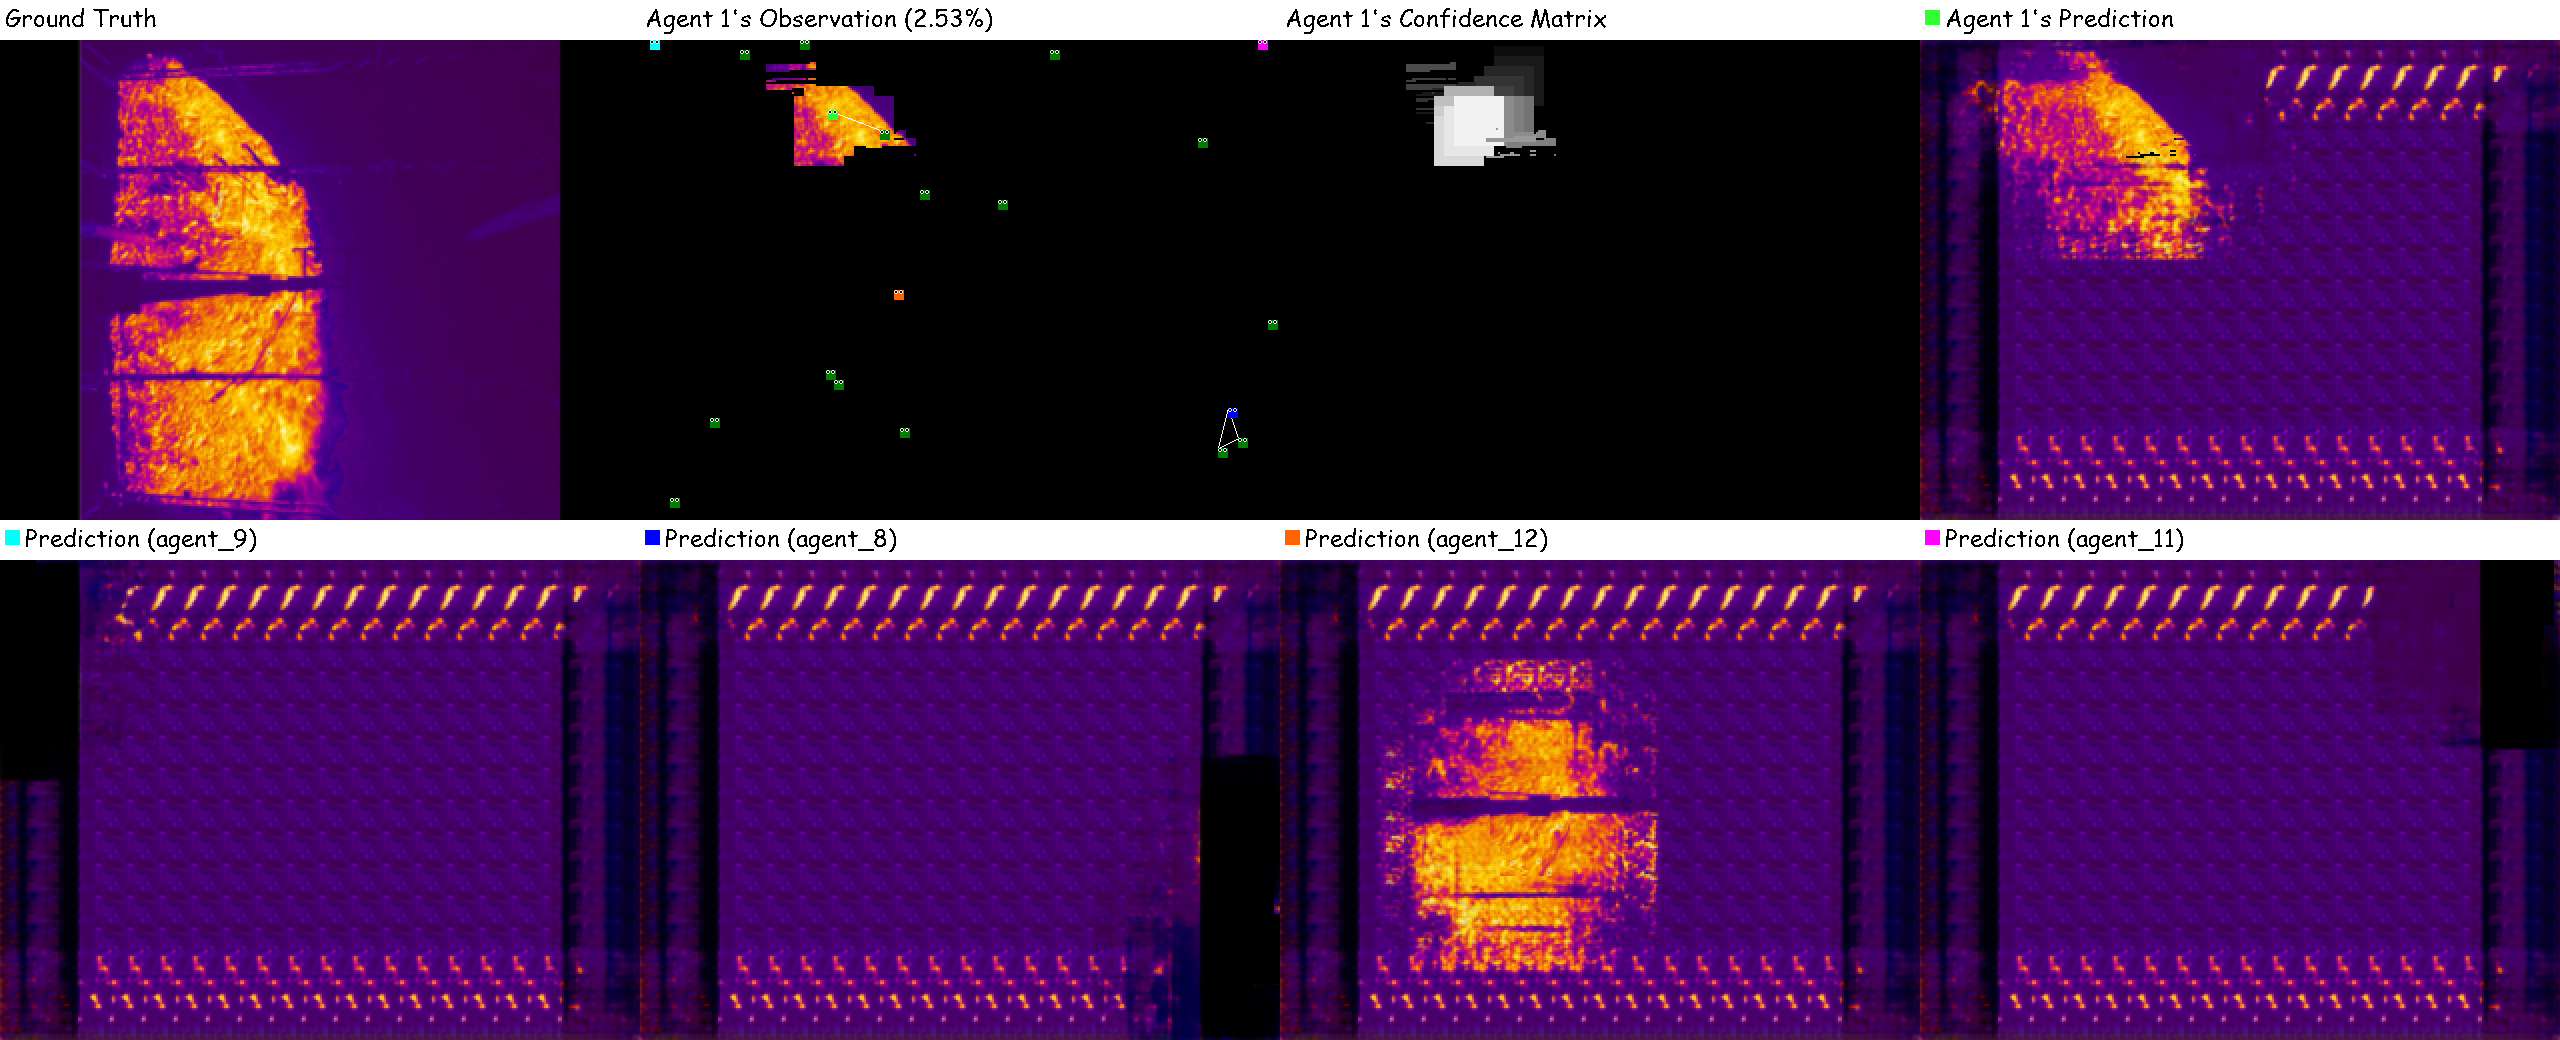 Ground Truth
Agent 1's Observation (2.53%)
Agent 1's Confidence Matrix
Agent 1's Prediction
Prediction (agent_9)
Prediction (agent_8)
Prediction (agent_12)
Prediction (agent_11)